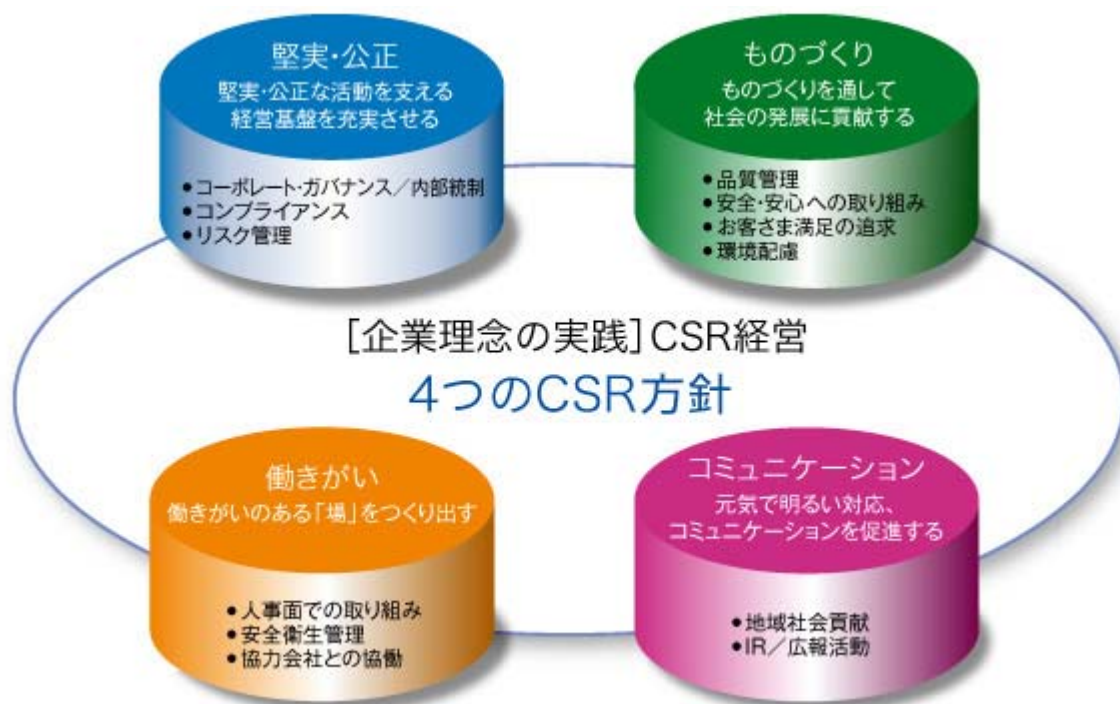 堅実・公正
堅実・公正な活動を支える
経営基盤を充実させる
●コーポレート・ガバナンス／内部統制
●コンプライアンス
●リスク管理
ものづくり
ものづくりを通して
社会の発展に貢献する
●品質管理
●安全・安心への取り組み
●お客さま満足の追求
●環境配慮
[企業理念の実践]CSR経営
4つのCSR方針
働きがい
働きがいのある「場」をつくり出す
●人事面での取り組み
●安全衛生管理
●協力会社との協働
コミュニケーション
元気で明るい対応、
コミュニケーションを促進する
●地域社会貢献
●IR／広報活動